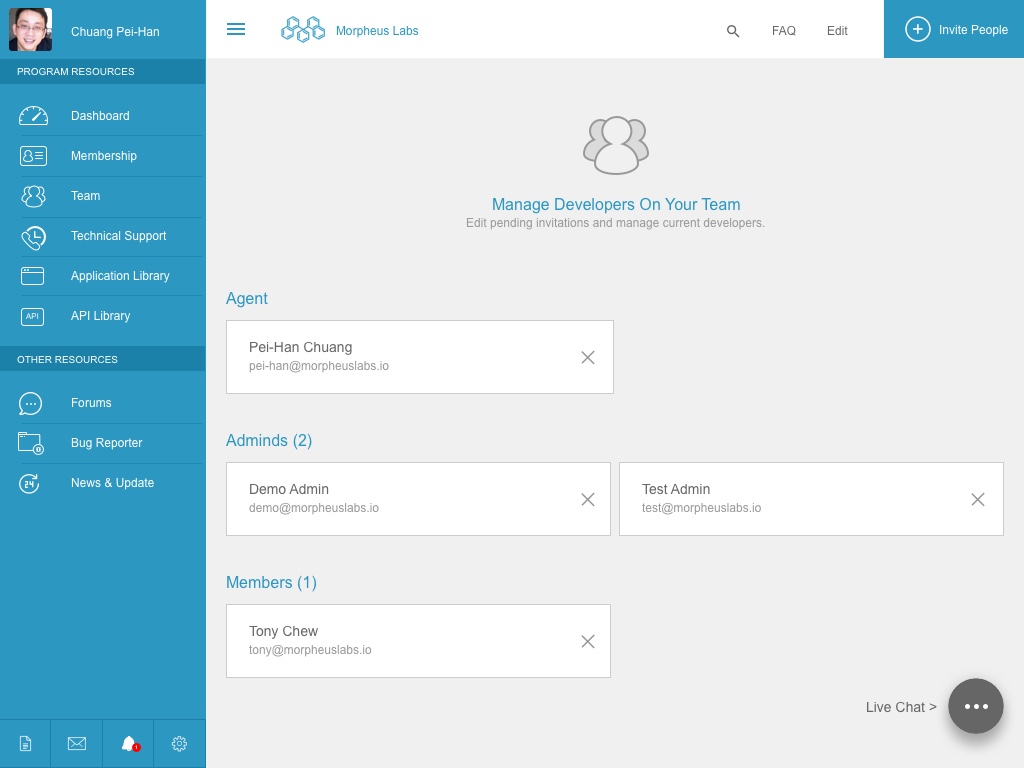 Chuang Pei-Han
Morpheus Labs
FAQ
Edit
Invite People
PROGRAM RESOURCES
Dashboard
Membership
Team
Technical Support
Application Library
API
API Library
OTHER RESOURCES
Forums
Bug Reporter
24
News & Update
1
Manage Developers On Your Team
Edit pending invitations and manage current developers.
Agent
Pei-Han Chuang
pei-han@morpheuslabs.io
Adminds (2)
Demo Admin
demo@morpheuslabs.io
Test Admin
test@morpheuslabs.io
Members (1)
Tony Chew
tony@morpheuslabs.io
Live Chat >